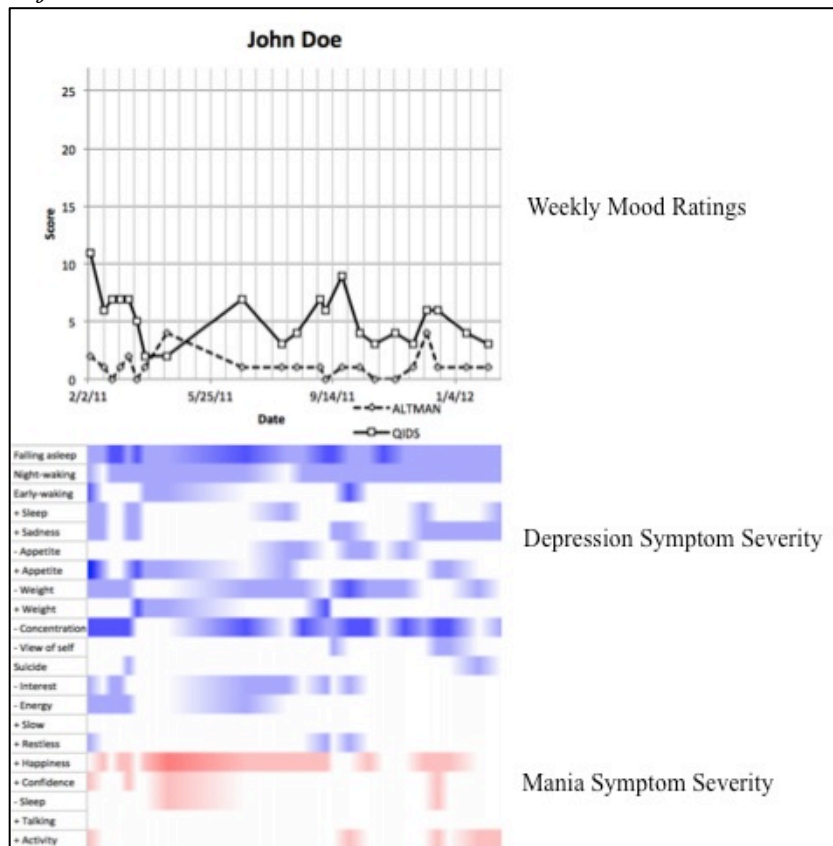 John Doe
25
20
15
10
5
0
Score
2/2/11 5/25/11 9/14/11 1/4/12
Date
ALTMAN
QIDS
Weekly Mood Ratings
Falling asleep
Night-waking
Early-waking
+ Sleep
+ Sadness
- Appetite
+ Appetite
- Weight
+ Weight
- Concentration
- View of self
Suicide
- Interest
- Energy
+ Slow
+ Restless
Depression Symptom Severity
+ Happiness
+ Confidence
- Sleep
+ Talking
+ Activity
Mania Symptom Severity